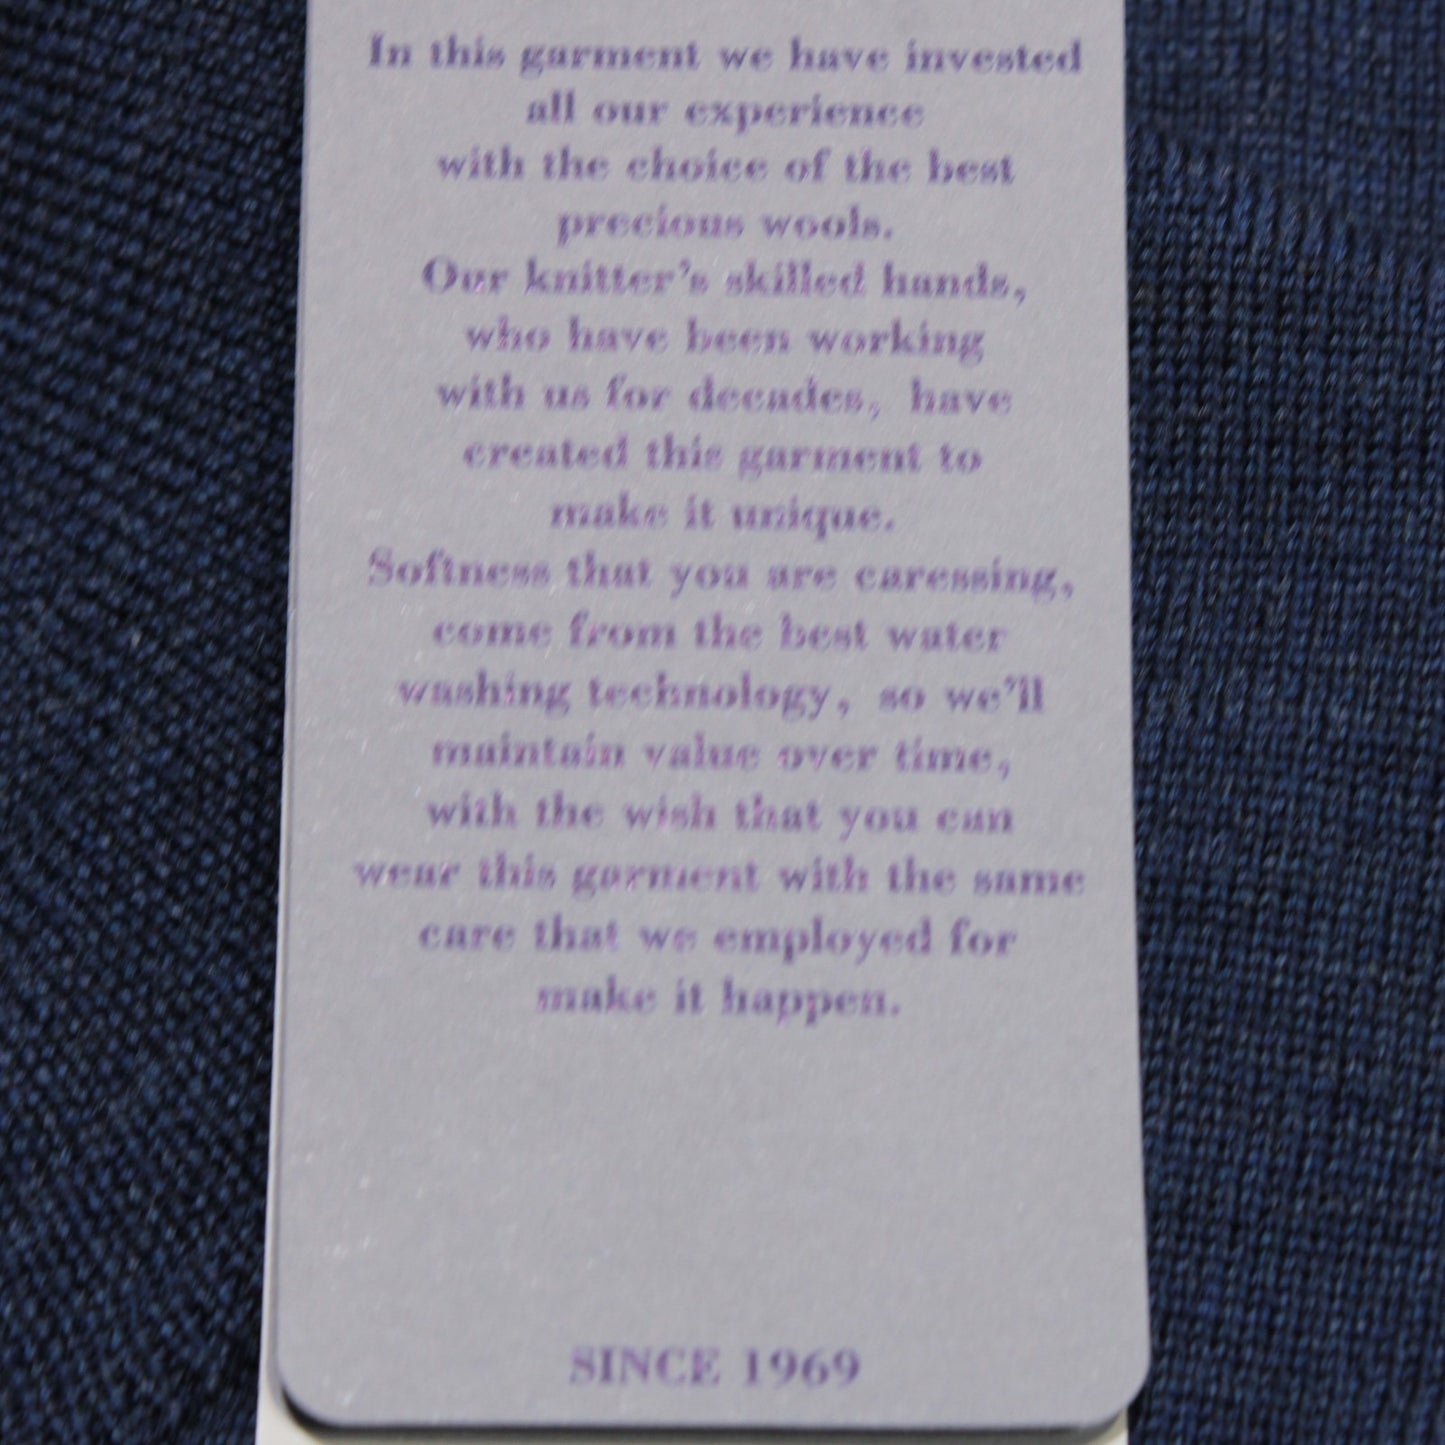 In this garment we have invested
all our experience
with the choice of the best
precious wools.
Our knitter's skilled hands,
who have been working
with us for decades, have
created this garment to
make it unique.
Softness that you are caressing,
come from the best water
washing technology, so we'll
maintain value over time,
with the wish that you can
wear this garment with the same
care that we employed for
make it happen.
SINCE 1969